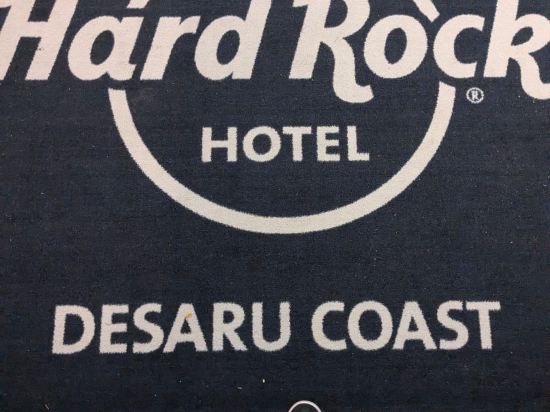 Hard Rock
®
HOTEL
DESARU COAST